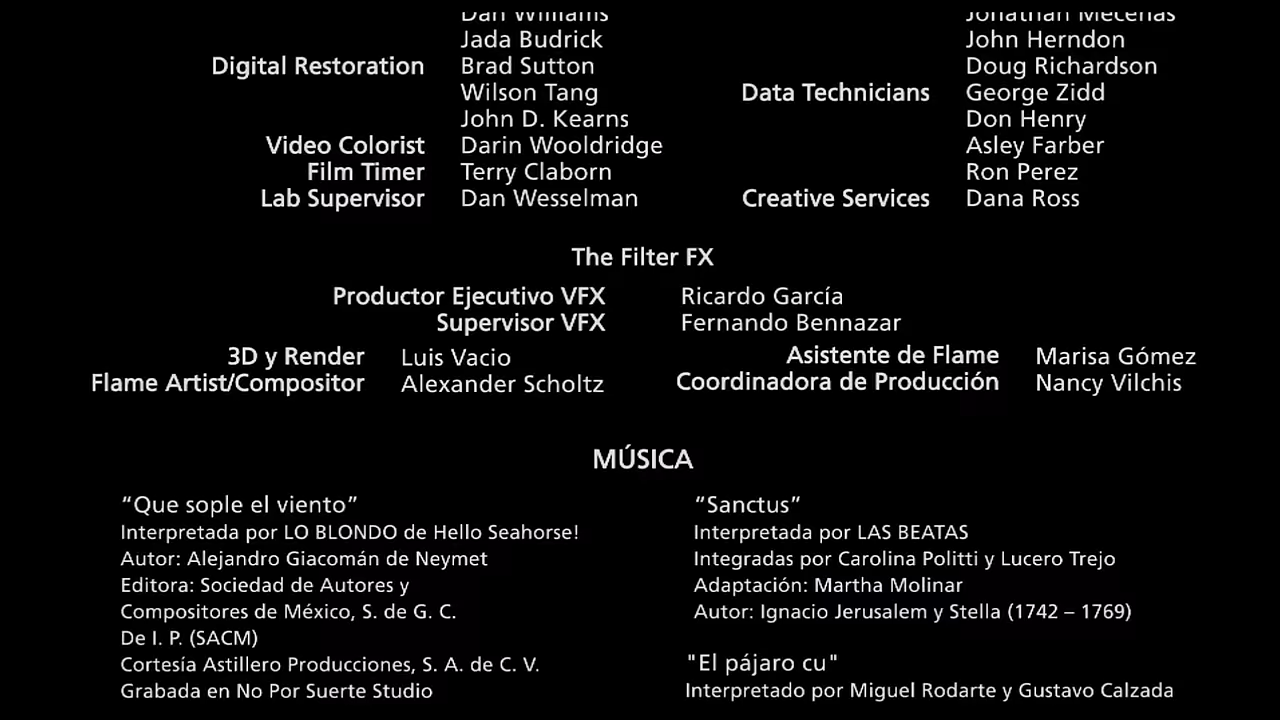 Dan Williams
Jada Budrick
Digital Restoration Brad Sutton
Wilson Tang
John D. Kearns
Video Colorist Darin Wooldridge
Film Timer Terry Claborn
Lab Supervisor Dan Wesselman
Jonathan Mecenas
John Herndon
Doug Richardson
Data Technicians George Zidd
Don Henry
Asley Farber
Ron Perez
Creative Services Dana Ross
The Filter FX
Productor Ejecutivo VFX Ricardo García
Supervisor VFX Fernando Bennazar
3D y Render Luis Vacio
Flame Artist/Compositor Alexander Scholtz
Asistente de Flame Marisa Gómez
Coordinadora de Producción Nancy Vilchis
MÚSICA
“Que sople el viento”
Interpretada por LO BLONDO de Hello Seahorse!
Autor: Alejandro Giacomán de Neymet
Editora: Sociedad de Autores y
Compositores de México, S. de G. C.
De I. P. (SACM)
Cortesía Astillero Producciones, S. A. de C. V.
Grabada en No Por Suerte Studio
“Sanctus”
Interpretada por LAS BEATAS
Integradas por Carolina Politti y Lucero Trejo
Adaptación: Martha Molinar
Autor: Ignacio Jerusalem y Stella (1742 – 1769)
"El pájaro cu"
Interpretado por Miguel Rodarte y Gustavo Calzada